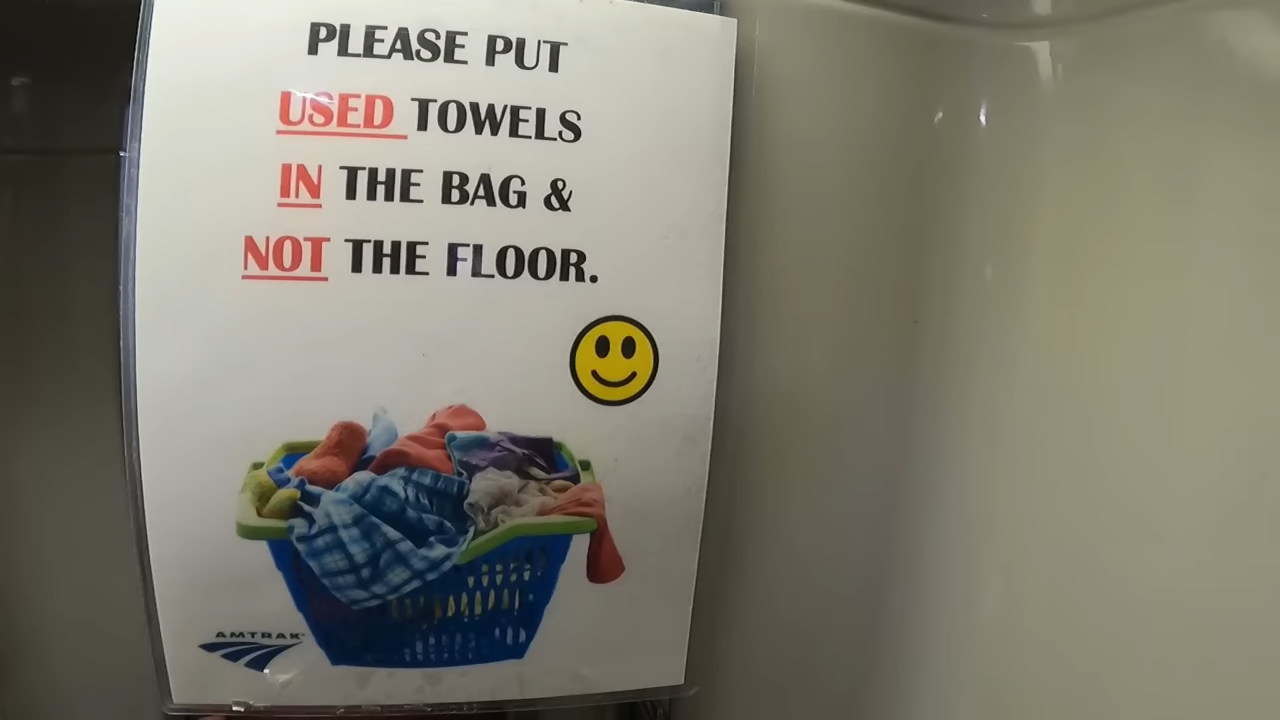 PLEASE PUT
USED TOWELS
IN THE BAG &
NOT THE FLOOR.
AMTRAK